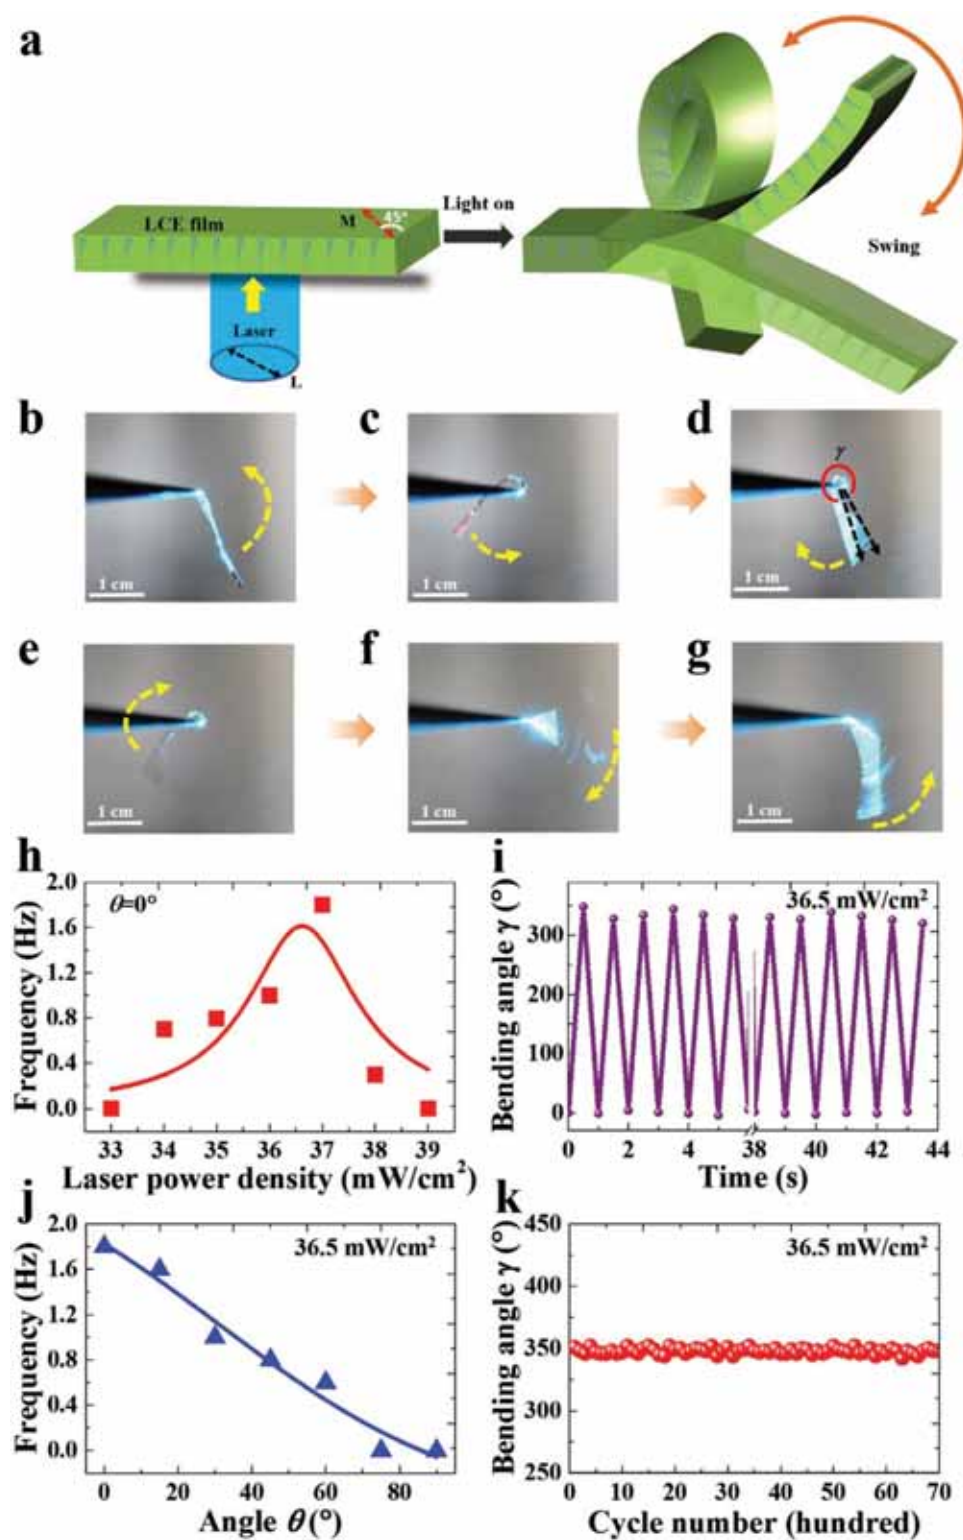 a
LCE film
M
45°
Light on
Laser
L
Swing
b
c
d
γ
1 cm
1 cm
1 cm
e
f
g
1 cm
1 cm
1 cm
h
θ=0°
2.0
1.6
1.2
0.8
0.4
0.0
Frequency (Hz)
33 34 35 36 37 38 39
Laser power density (mW/cm²)
i
36.5 mW/cm²
300
200
100
0
Bending angle γ (°)
0 2 4 38 40 42 44
Time (s)
j
36.5 mW/cm²
2.0
1.6
1.2
0.8
0.4
0.0
Frequency (Hz)
0 20 40 60 80
Angle θ (°)
k
36.5 mW/cm²
450
400
350
300
250
Bending angle γ (°)
0 10 20 30 40 50 60 70
Cycle number (hundred)